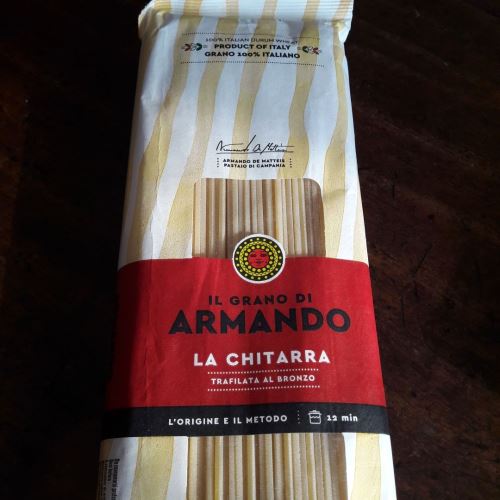 100% ITALIAN DURUM WHEAT
PRODUCT OF ITALY
GRANO 100% ITALIANO
ARMANDO DE MATTEIS
PASTAIO DI CAMPANIA
IL GRANO DI
ARMANDO
LA CHITARRA
TRAFILATA AL BRONZO
L'ORIGINE E IL METODO
12 min